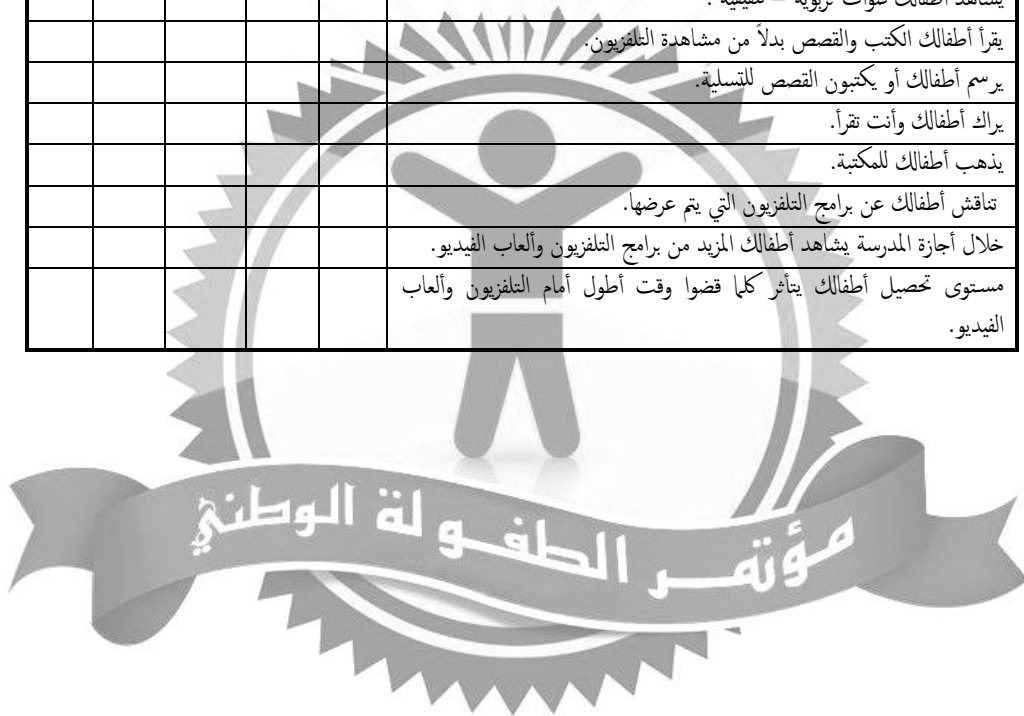 يشاهد أطفالك
يقرأ أطفالك الكتب والقصص بدلاً من مشاهدة التلفزيون.
يرسم أطفالك أو يكتبون القصص للتسلية.
يراك أطفالك وأنت تقرأ.
يذهب أطفالك للمكتبة.
تناقش أطفالك عن برامج التلفزيون التي يتم عرضها.
خلال أجازة المدرسة يشاهد أطفالك المزيد من برامج التلفزيون وألعاب الفيديو.
مستوى تحصيل أطفالك يتأثر كلما قضوا وقت أطول أمام التلفزيون وألعاب
الفيديو.
مؤتمر الطفولة الوطني